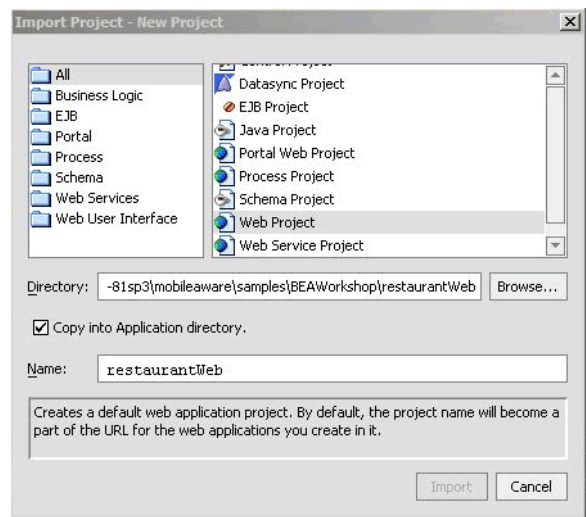 Import Project - New Project
All
Business Logic
EJB
Portal
Process
Schema
Web Services
Web User Interface
Control Project
Datasync Project
EJB Project
Java Project
Portal Web Project
Process Project
Schema Project
Web Project
Web Service Project
Directory: -81sp3\mobileaware\samples\BEAWorkshop\restaurantWeb Browse...
Copy into Application directory.
Name: restaurantWeb
Creates a default web application project. By default, the project name will become a
part of the URL for the web applications you create in it.
Import Cancel